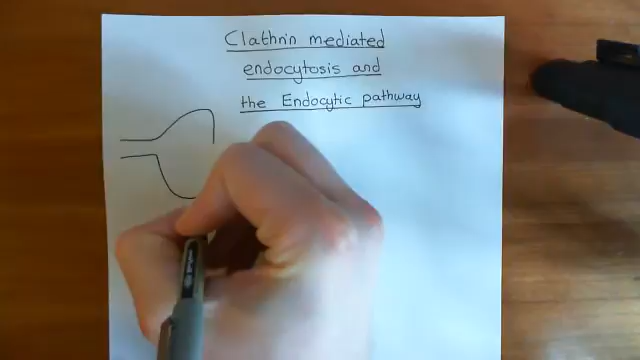 Clathrin mediated
endocytosis and
the Endocytic pathway